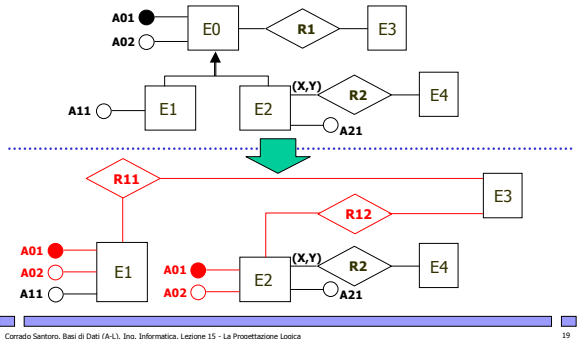 A01 E0 R1 E3
A02
(X,Y) R2 E4
A11 E1 E2
A21
R11
E3
R12
A01 A01 (X,Y) R2 E4
A02 E1 A02 E2
A11 A21
Corrado Santoro, Basi di Dati (A-L), Ing. Informatica, Lezione 15 - La Progettazione Logica 19